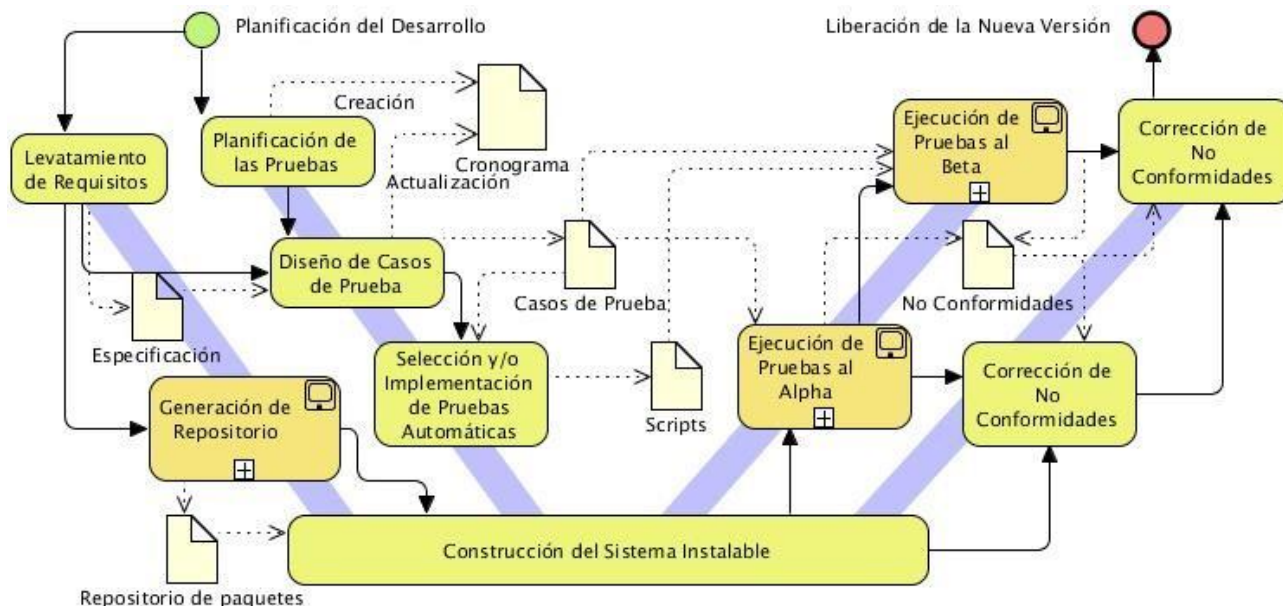 Planificación del Desarrollo
Liberación de la Nueva Versión
Creación
Cronograma
Levatamiento
de Requisitos
Planificación de
las Pruebas
Actualización
Ejecución de
Pruebas al
Beta
Corrección de
No
Conformidades
Diseño de Casos
de Prueba
Casos de Prueba
No Conformidades
Especificación
Selección y/o
Implementación
de Pruebas
Automáticas
Scripts
Ejecución de
Pruebas al
Alpha
Corrección de
No
Conformidades
Generación de
Repositorio
Construcción del Sistema Instalable
Repositorio de paquetes